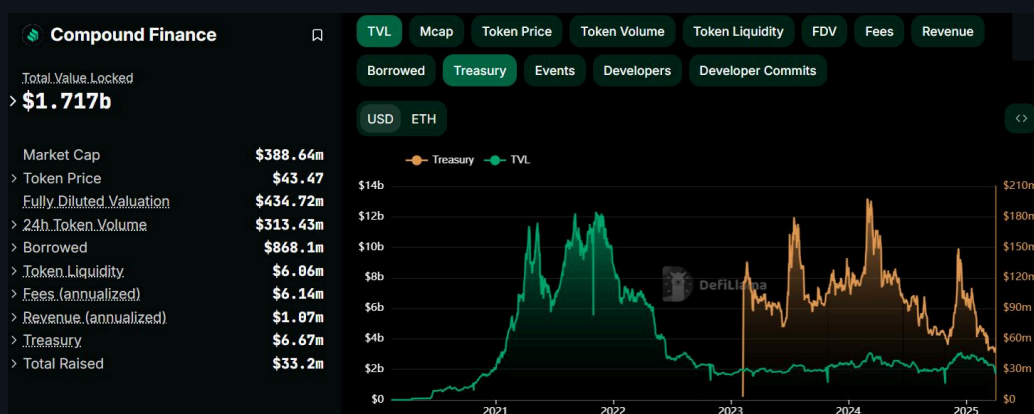 Compound Finance
Total Value Locked
$1.717b
Market Cap $388.64m
Token Price $43.47
Fully Diluted Valuation $434.72m
24h Token Volume $313.43m
Borrowed $868.1m
Token Liquidity $6.06m
Fees (annualized) $6.14m
Revenue (annualized) $1.07m
Treasury $6.67m
Total Raised $33.2m
TVL Mcap Token Price Token Volume Token Liquidity FDV Fees Revenue
Borrowed Treasury Events Developers Developer Commits
USD ETH
Treasury TVL
$14b $210m
$12b $180m
$10b $150m
$8b $120m
$6b $90m
$4b $60m
$2b $30m
$0 $0
DefiLlama
2021 2022 2023 2024 2025